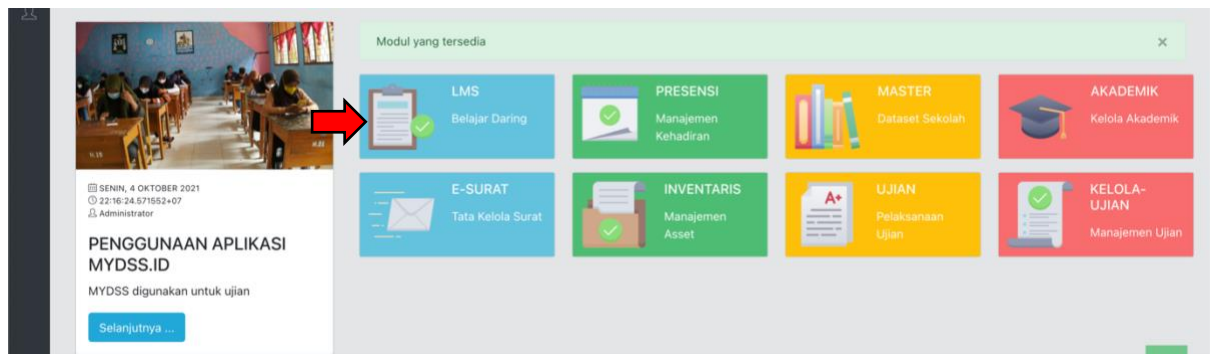 SENIN, 4 OKTOBER 2021
22:16:24.571552+07
Administrator
PENGGUNAAN APLIKASI
MYDSS.ID
MYDSS digunakan untuk ujian
Selanjutnya ...
Modul yang tersedia
×
LMS
Belajar Daring
PRESENSI
Manajemen
Kehadiran
MASTER
Dataset Sekolah
AKADEMIK
Kelola Akademik
E-SURAT
Tata Kelola Surat
INVENTARIS
Manajemen
Asset
A+
UJIAN
Pelaksanaan
Ujian
KELOLA-
UJIAN
Manajemen Ujian